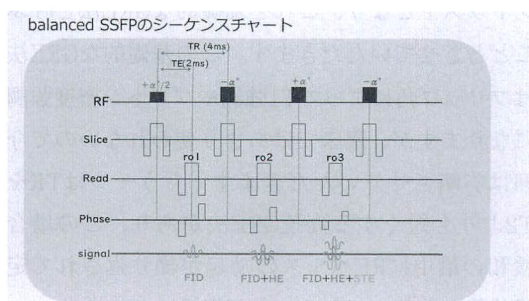 balanced SSFPのシーケンスチャート
TR (4ms)
TE(2ms)
+α°/2
-α°
+α°
-α°
RF
Slice
ro1
ro2
ro3
Read
Phase
signal
FID
FID+HE
FID+HE+STE